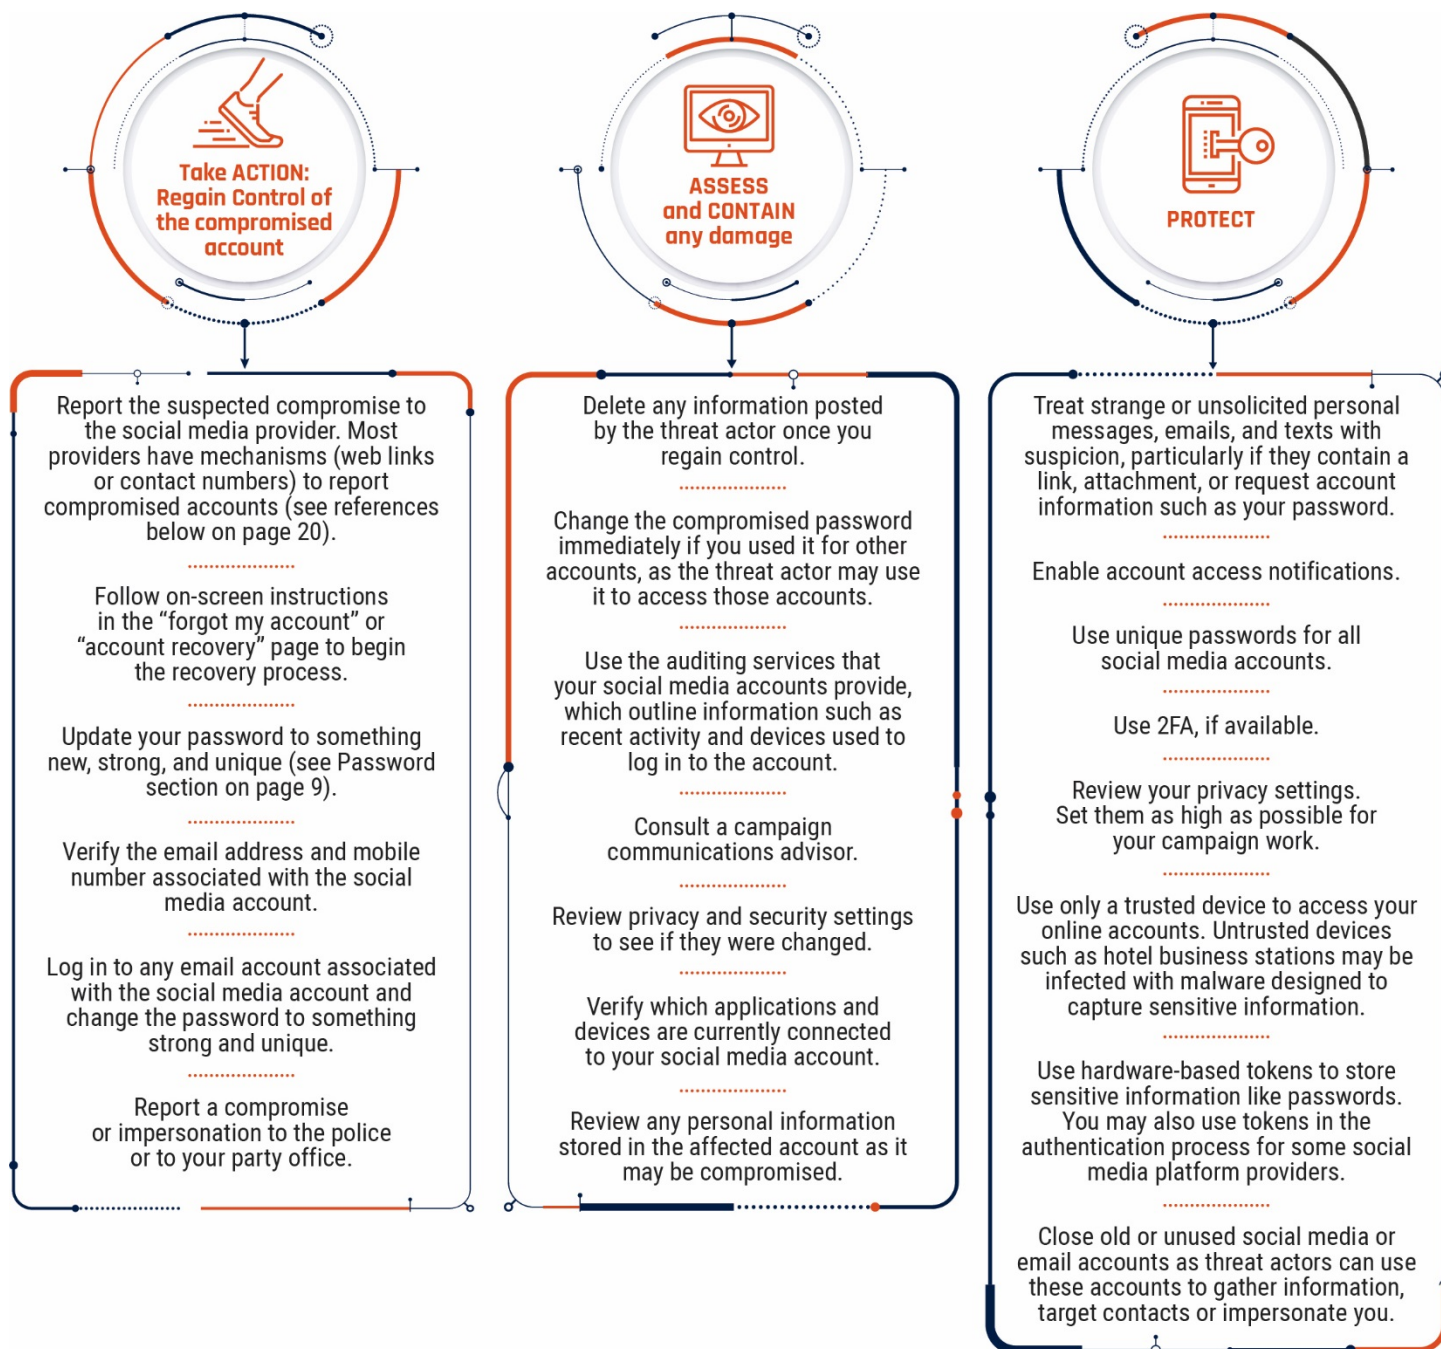 Take ACTION:
Regain Control of
the compromised
account
Report the suspected compromise to
the social media provider. Most
providers have mechanisms (web links
or contact numbers) to report
compromised accounts (see references
below on page 20).
Follow on-screen instructions
in the “forgot my account” or
“account recovery” page to begin
the recovery process.
Update your password to something
new, strong, and unique (see Password
section on page 9).
Verify the email address and mobile
number associated with the social
media account.
Log in to any email account associated
with the social media account and
change the password to something
strong and unique.
Report a compromise
or impersonation to the police
or to your party office.
ASSESS
and CONTAIN
any damage
Delete any information posted
by the threat actor once you
regain control.
Change the compromised password
immediately if you used it for other
accounts, as the threat actor may use
it to access those accounts.
Use the auditing services that
your social media accounts provide,
which outline information such as
recent activity and devices used to
log in to the account.
Consult a campaign
communications advisor.
Review privacy and security settings
to see if they were changed.
Verify which applications and
devices are currently connected
to your social media account.
Review any personal information
stored in the affected account as it
may be compromised.
PROTECT
Treat strange or unsolicited personal
messages, emails, and texts with
suspicion, particularly if they contain a
link, attachment, or request account
information such as your password.
Enable account access notifications.
Use unique passwords for all
social media accounts.
Use 2FA, if available.
Review your privacy settings.
Set them as high as possible for
your campaign work.
Use only a trusted device to access your
online accounts. Untrusted devices
such as hotel business stations may be
infected with malware designed to
capture sensitive information.
Use hardware-based tokens to store
sensitive information like passwords.
You may also use tokens in the
authentication process for some social
media platform providers.
Close old or unused social media or
email accounts as threat actors can use
these accounts to gather information,
target contacts or impersonate you.